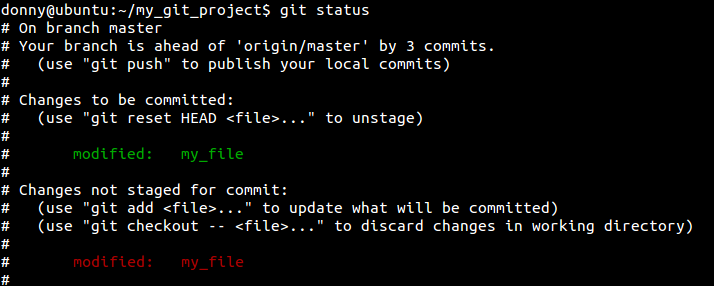 donny@ubuntu:~/my_git_project$ git status
# On branch master
# Your branch is ahead of 'origin/master' by 3 commits.
#   (use "git push" to publish your local commits)
#
# Changes to be committed:
#   (use "git reset HEAD <file>..." to unstage)
#
#       modified:   my_file
#
# Changes not staged for commit:
#   (use "git add <file>..." to update what will be committed)
#   (use "git checkout -- <file>..." to discard changes in working directory)
#
#       modified:   my_file
#